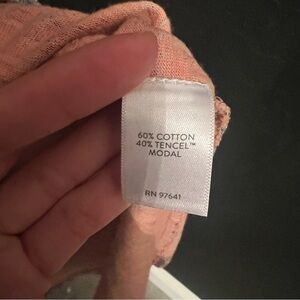 60% COTTON
40% TENCEL™
MODAL
RN 97641